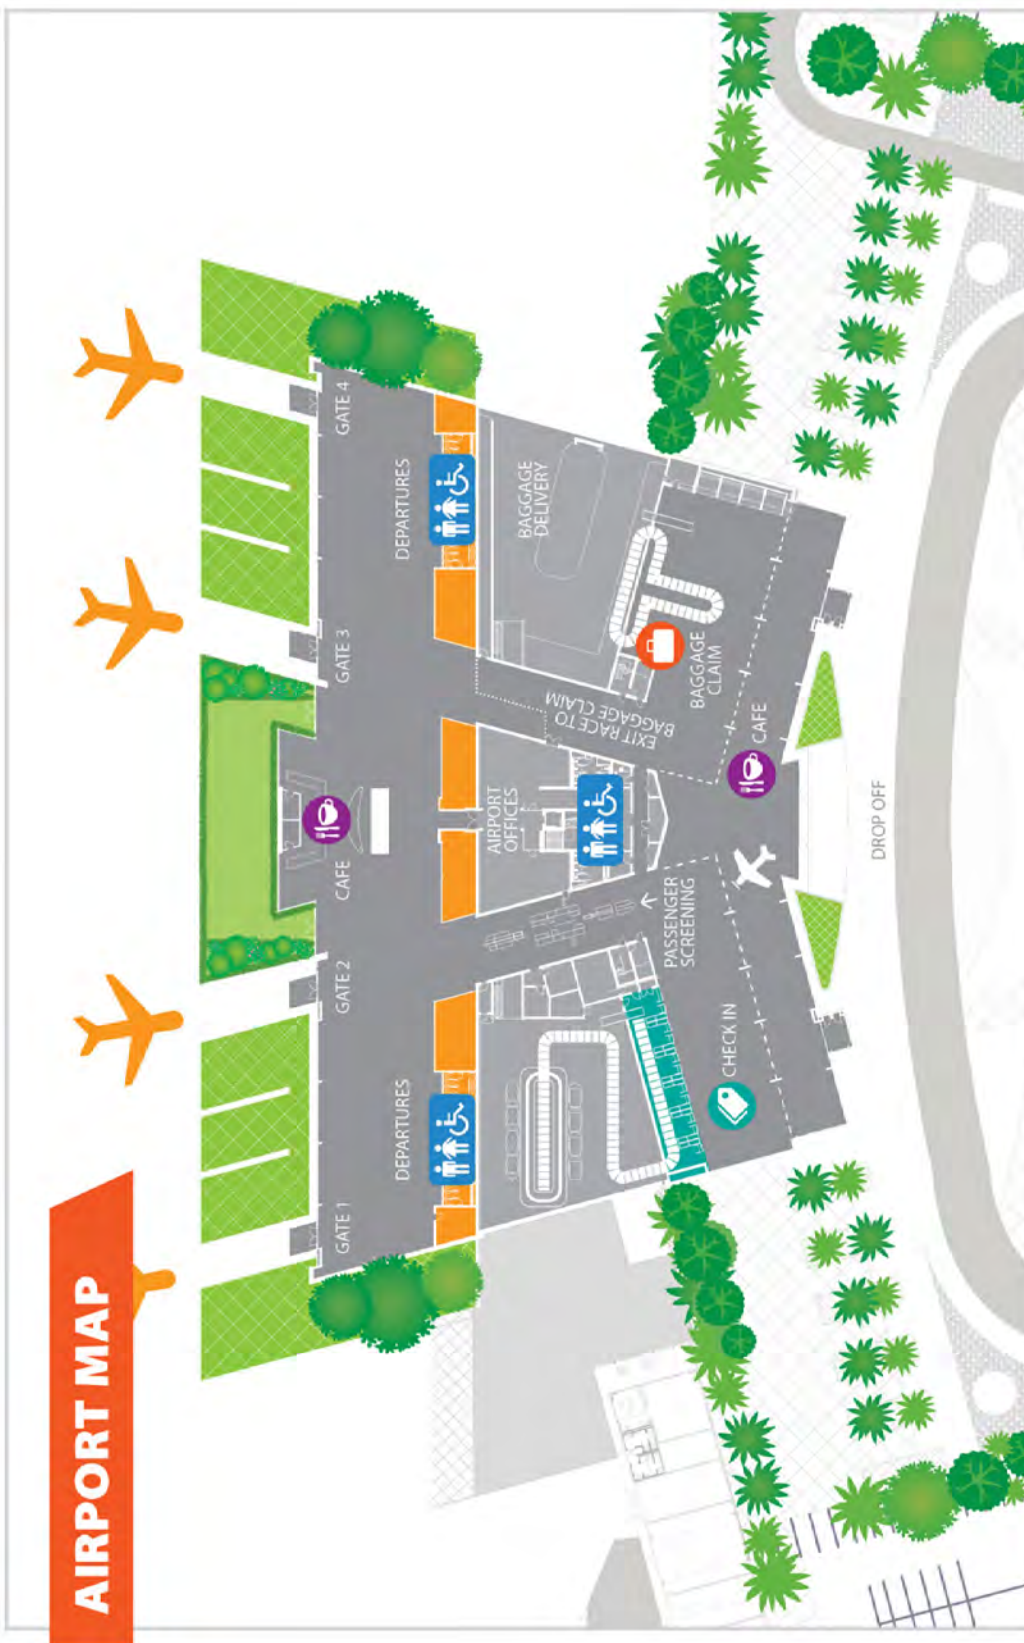 AIRPORT MAP
GATE 1
GATE 2
CAFE
GATE 3
GATE 4
DEPARTURES
DEPARTURES
AIRPORT
OFFICES
BAGGAGE
DELIVERY
EXIT RACE TO
BAGGAGE CLAIM
PASSENGER
SCREENING
BAGGAGE
CLAIM
CHECK IN
CAFE
DROP OFF